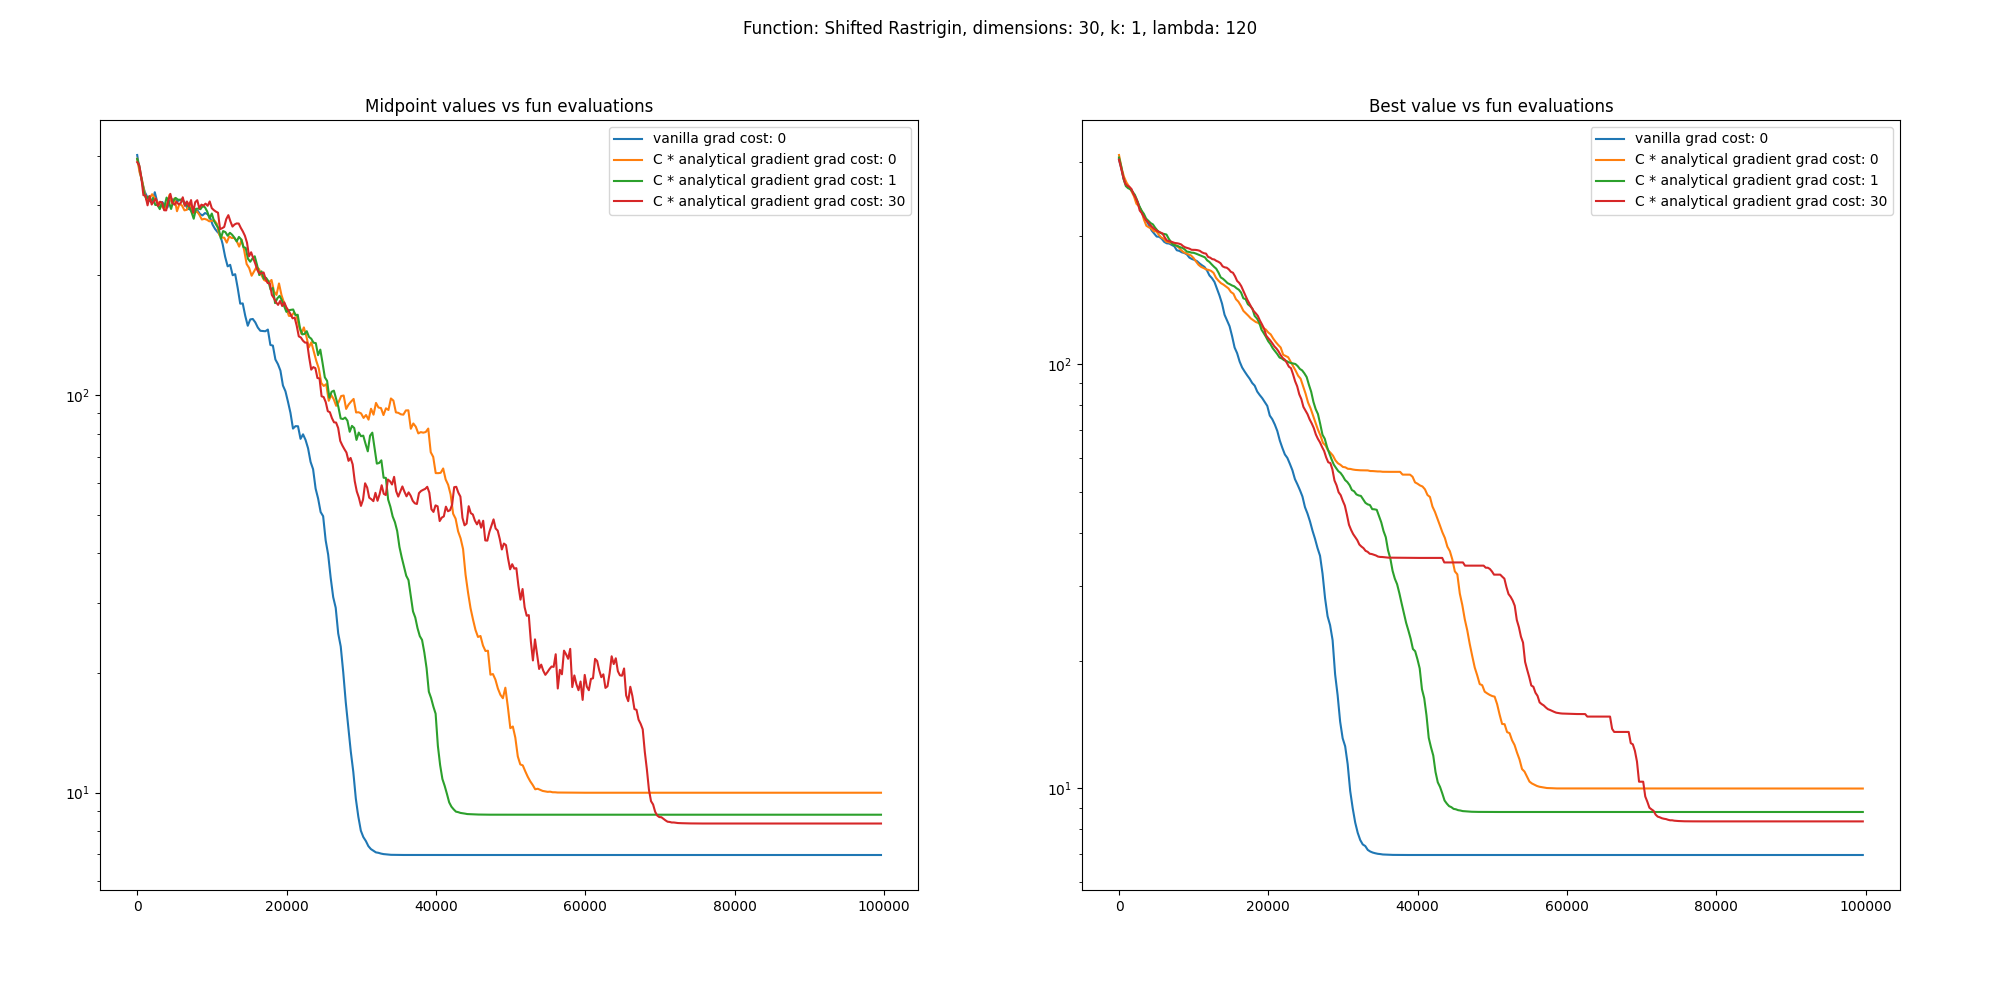 Function: Shifted Rastrigin, dimensions: 30, k: 1, lambda: 120
Midpoint values vs fun evaluations
vanilla grad cost: 0
C * analytical gradient grad cost: 0
C * analytical gradient grad cost: 1
C * analytical gradient grad cost: 30
10²
10¹
0 20000 40000 60000 80000 100000
Best value vs fun evaluations
vanilla grad cost: 0
C * analytical gradient grad cost: 0
C * analytical gradient grad cost: 1
C * analytical gradient grad cost: 30
10²
10¹
0 20000 40000 60000 80000 100000